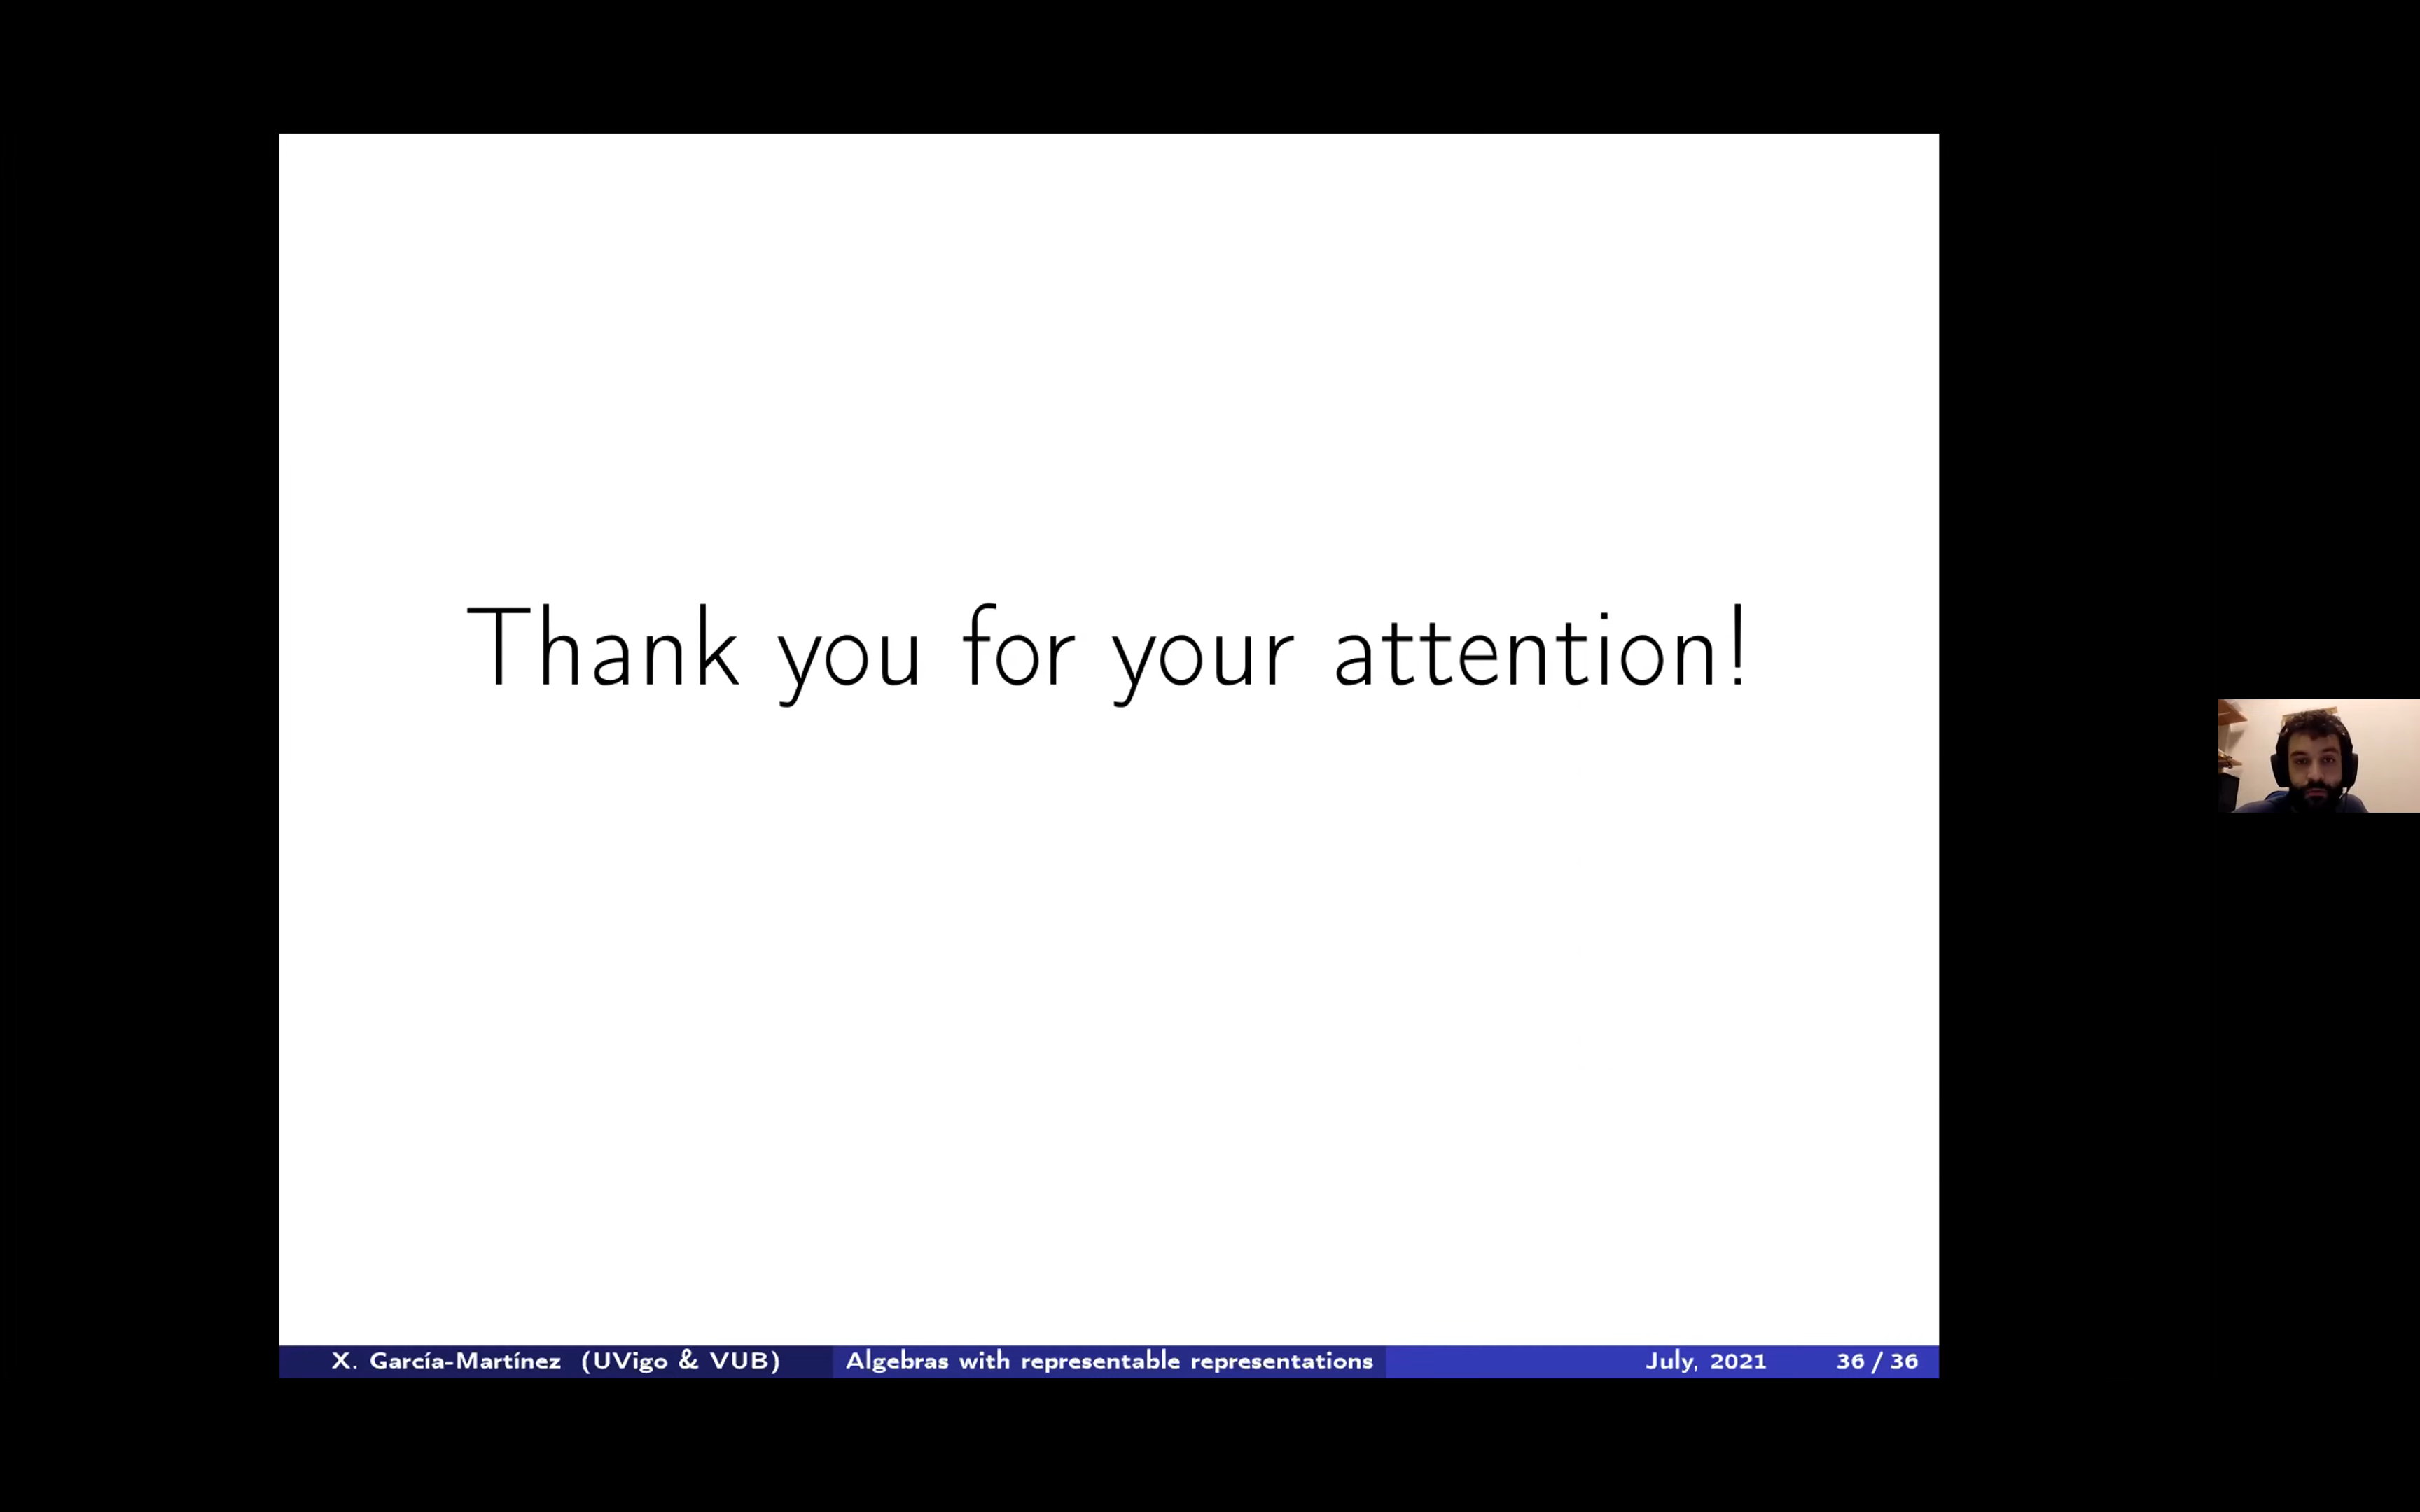 Thank you for your attention!
X. García-Martínez (UVigo & VUB) Algebras with representable representations July, 2021 36 / 36